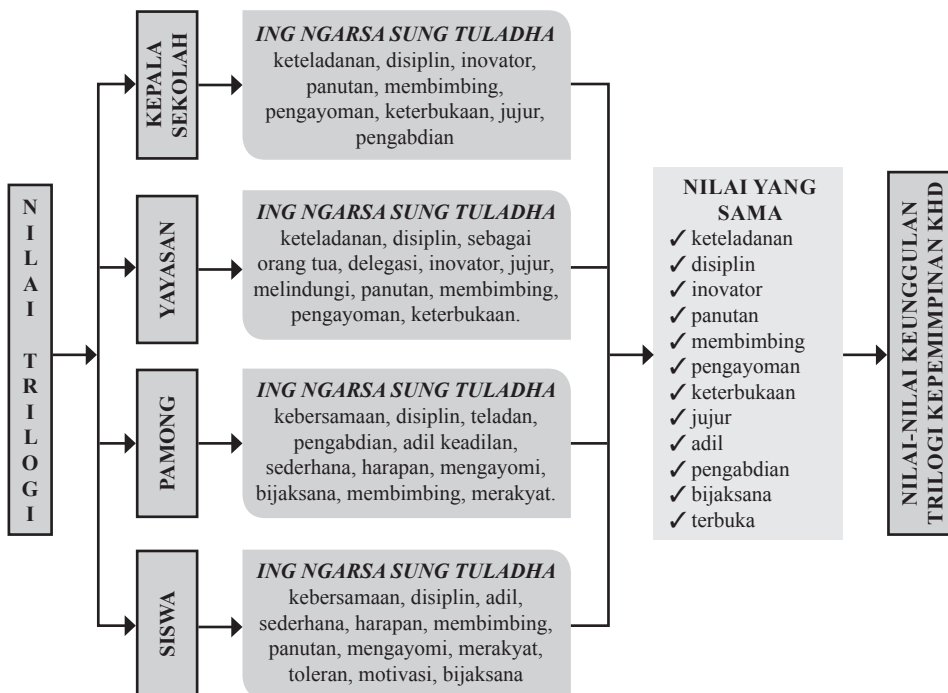 NILAI TRILOGI
KEPALA
SEKOLAH
ING NGARSA SUNG TULADHA
keteladanan, disiplin, inovator,
panutan, membimbing,
pengayoman, keterbukaan, jujur,
pengabdian
YAYASAN
ING NGARSA SUNG TULADHA
keteladanan, disiplin, sebagai
orang tua, delegasi, inovator, jujur,
melindungi, panutan, membimbing,
pengayoman, keterbukaan.
PAMONG
ING NGARSA SUNG TULADHA
kebersamaan, disiplin, teladan,
pengabdian, adil keadilan,
sederhana, harapan, mengayomi,
bijaksana, membimbing, merakyat.
SISWA
ING NGARSA SUNG TULADHA
kebersamaan, disiplin, adil,
sederhana, harapan, membimbing,
panutan, mengayomi, merakyat,
toleran, motivasi, bijaksana
NILAI YANG
SAMA
✓ keteladanan
✓ disiplin
✓ inovator
✓ panutan
✓ membimbing
✓ pengayoman
✓ keterbukaan
✓ jujur
✓ adil
✓ pengabdian
✓ bijaksana
✓ terbuka
NILAI-NILAI KEUNGGULAN
TRILOGI KEPEMIMPINAN KHD